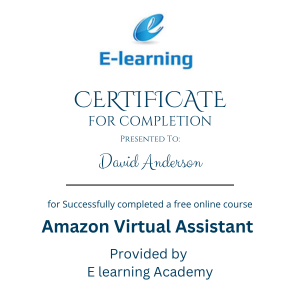 E-learning
CERTIFICATE
FOR COMPLETION
PRESENTED TO:
David Anderson
for Successfully completed a free online course
Amazon Virtual Assistant
Provided by
E learning Academy